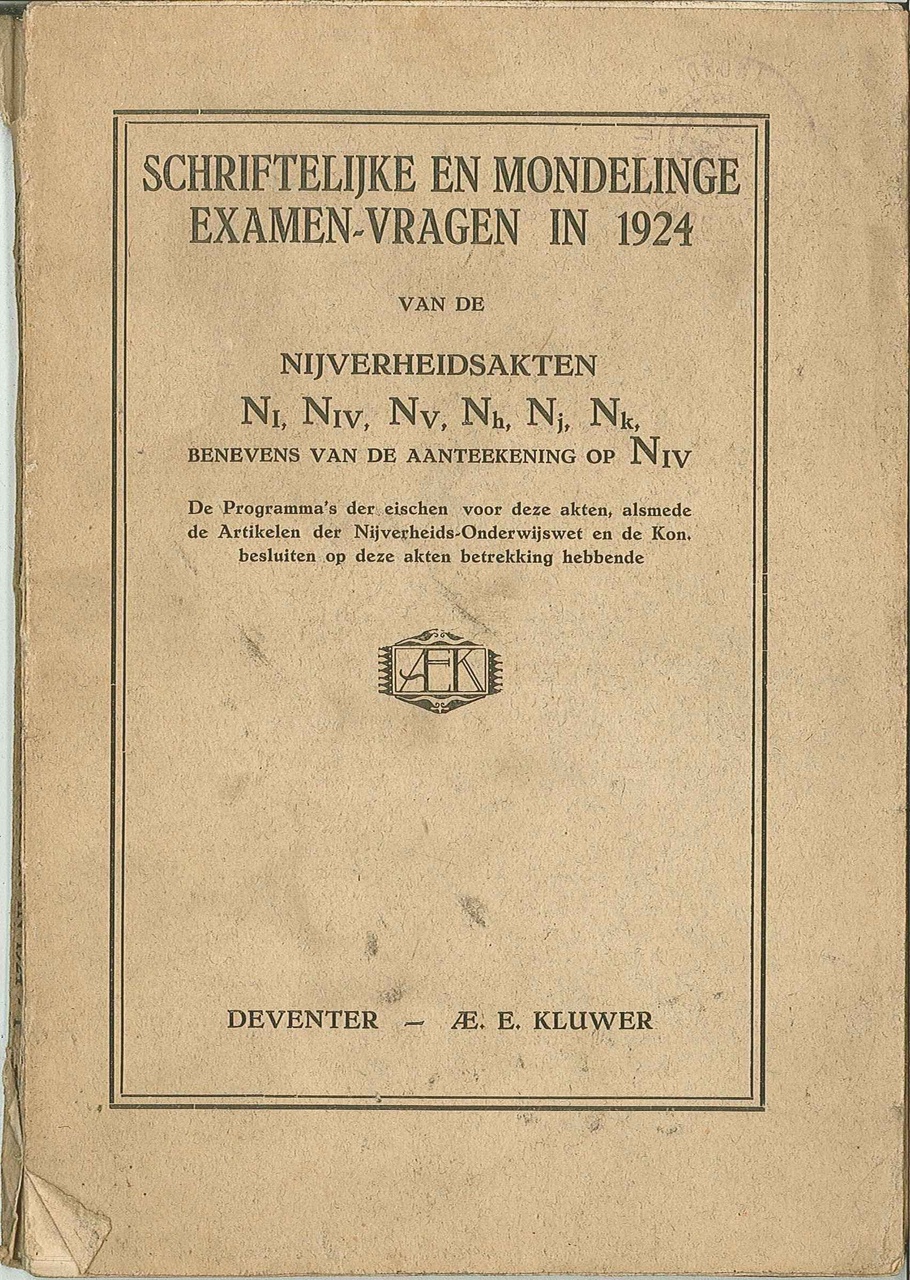 SCHRIFTELIJKE EN MONDELINGE
EXAMEN-VRAGEN IN 1924
VAN DE
NIJVERHEIDSAKTEN
NI, NIV, NV, Nh, Nj, Nk,
BENEVENS VAN DE AANTEEKENING OP NIV
De Programma's der eischen voor deze akten, alsmede
de Artikelen der Nijverheids-Onderwijswet en de Kon.
besluiten op deze akten betrekking hebbende
ÆK
DEVENTER — Æ. E. KLUWER